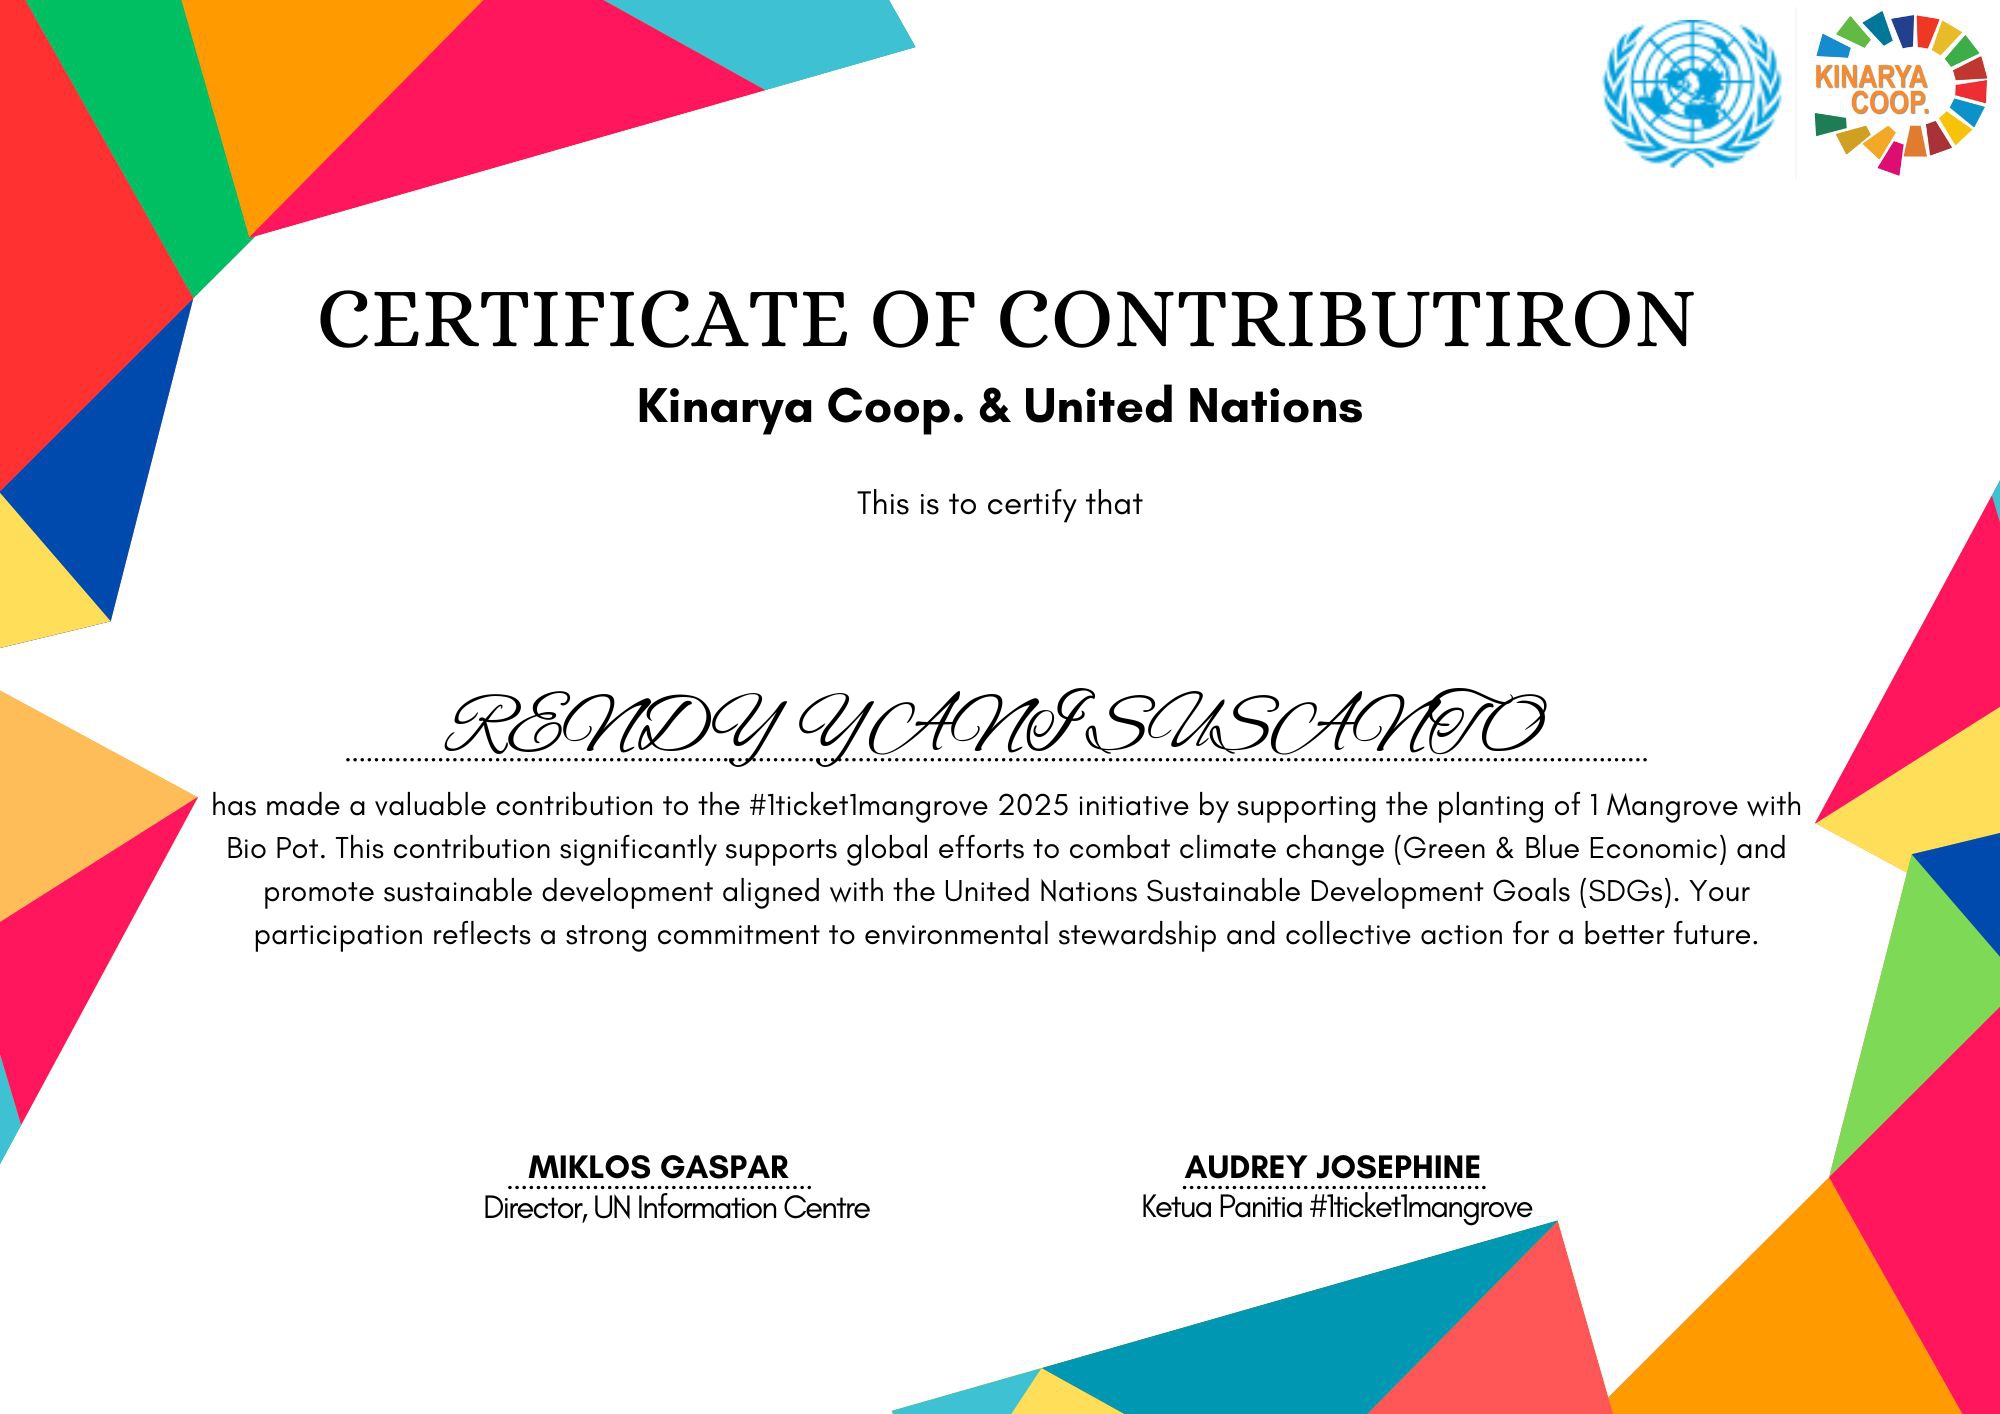 KINARYA
COOP.
CERTIFICATE OF CONTRIBUTIRON
Kinarya Coop. & United Nations
This is to certify that
RENDY YANI SUSANTO
has made a valuable contribution to the #1ticket1mangrove 2025 initiative by supporting the planting of 1 Mangrove with
Bio Pot. This contribution significantly supports global efforts to combat climate change (Green & Blue Economic) and
promote sustainable development aligned with the United Nations Sustainable Development Goals (SDGs). Your
participation reflects a strong commitment to environmental stewardship and collective action for a better future.
MIKLOS GASPAR
Director, UN Information Centre
AUDREY JOSEPHINE
Ketua Panitia #1ticket1mangrove